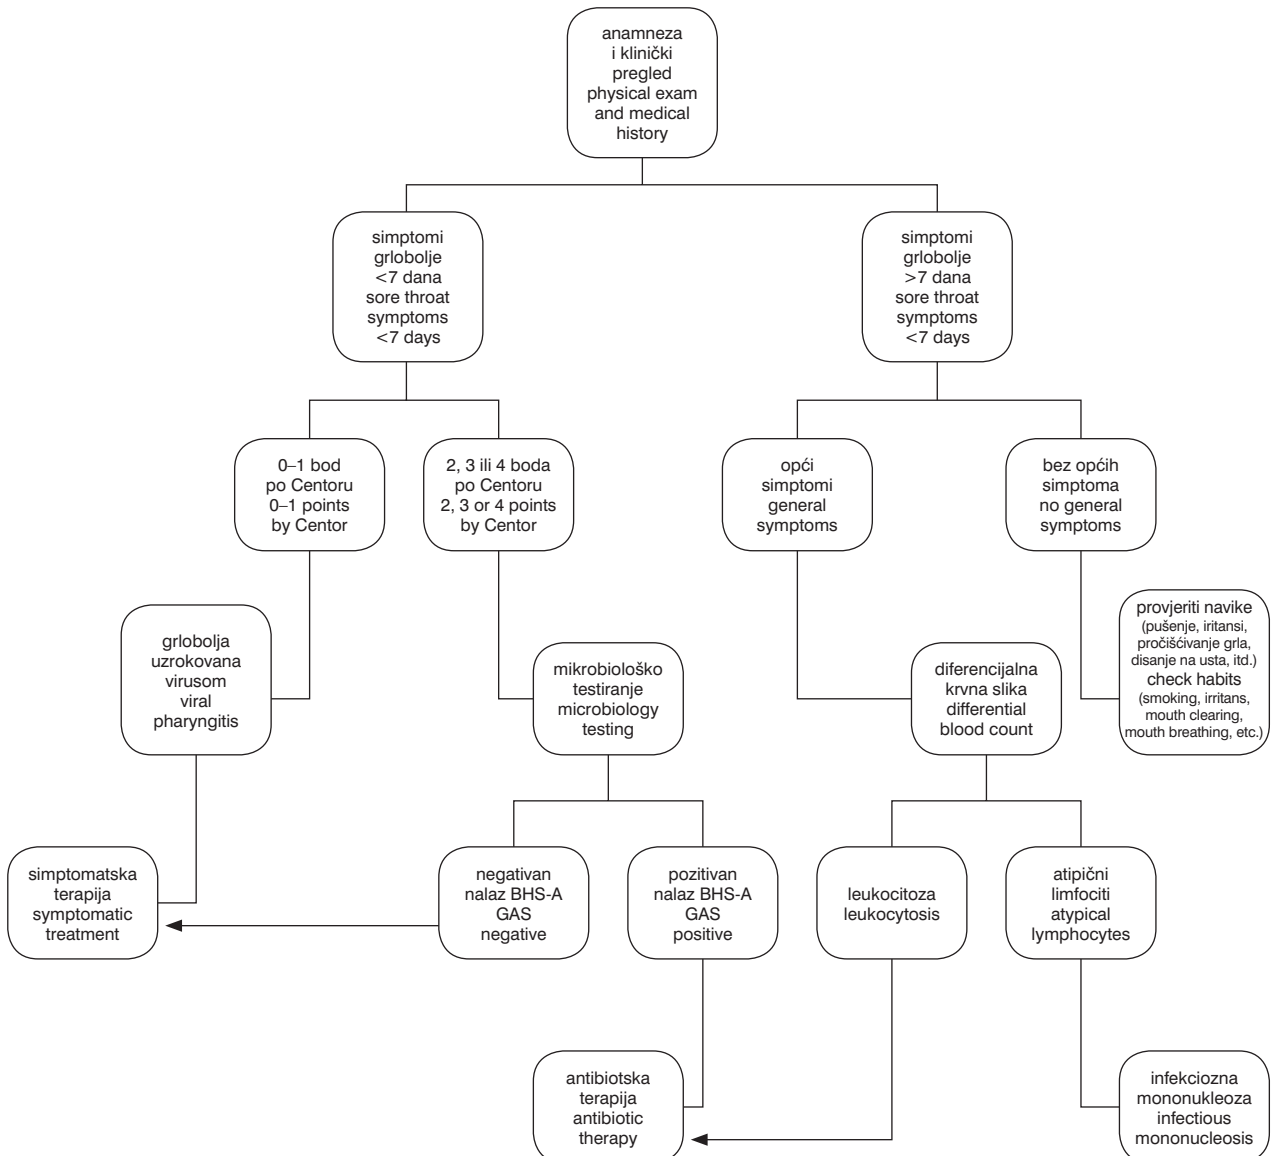 anamneza
i klinički
pregled
physical exam
and medical
history
simptomi
grlobolje
<7 dana
sore throat
symptoms
<7 days
simptomi
grlobolje
>7 dana
sore throat
symptoms
<7 days
0–1 bod
po Centoru
0–1 points
by Centor
2, 3 ili 4 boda
po Centoru
2, 3 or 4 points
by Centor
opći
simptomi
general
symptoms
bez općih
simptoma
no general
symptoms
grlobolja
uzrokovana
virusom
viral
pharyngitis
mikrobiološko
testiranje
microbiology
testing
diferencijalna
krvna slika
differential
blood count
provjeriti navike
(pušenje, iritansi,
pročišćivanje grla,
disanje na usta, itd.)
check habits
(smoking, irritans,
mouth clearing,
mouth breathing, etc.)
simptomatska
terapija
symptomatic
treatment
negativan
nalaz BHS-A
GAS
negative
pozitivan
nalaz BHS-A
GAS
positive
leukocitoza
leukocytosis
atipični
limfociti
atypical
lymphocytes
antibiotska
terapija
antibiotic
therapy
infekciozna
mononukleoza
infectious
mononucleosis